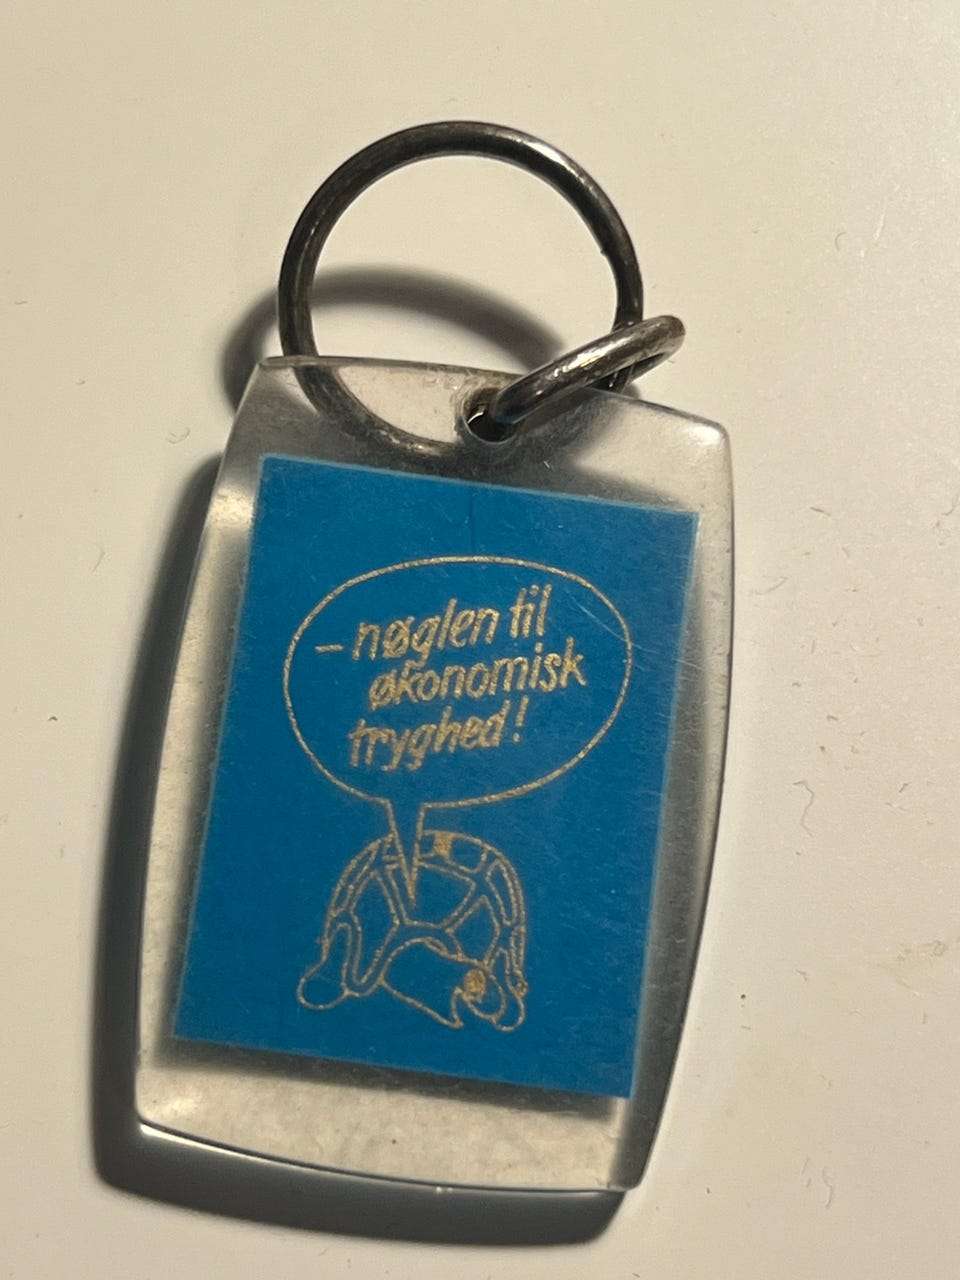 – nøglen til
økonomisk
tryghed!